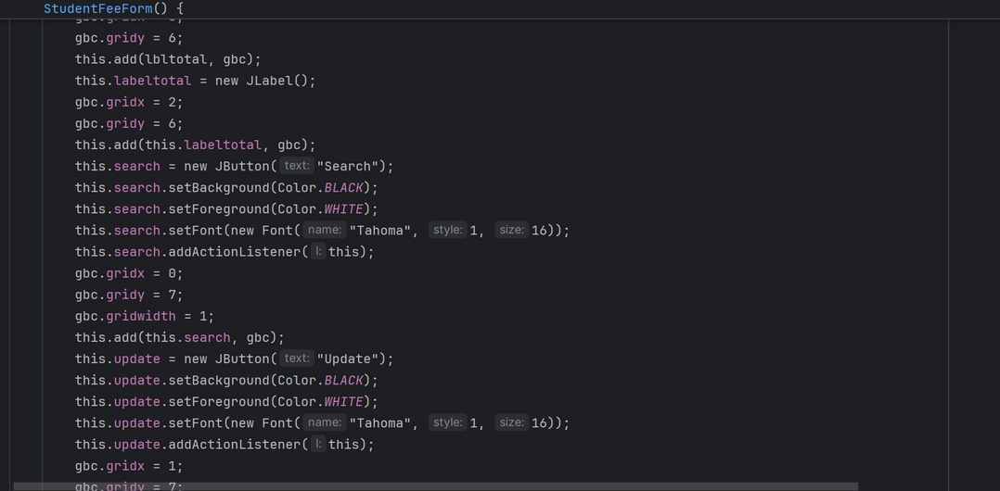 StudentFeeForm() {
gbc.gridy = 6;
this.add(lbltotal, gbc);
this.labeltotal = new JLabel();
gbc.gridx = 2;
gbc.gridy = 6;
this.add(this.labeltotal, gbc);
this.search = new JButton( text: "Search");
this.search.setBackground(Color.BLACK);
this.search.setForeground(Color.WHITE);
this.search.setFont(new Font( name: "Tahoma", style: 1, size: 16));
this.search.addActionListener( l: this);
gbc.gridx = 0;
gbc.gridy = 7;
gbc.gridwidth = 1;
this.add(this.search, gbc);
this.update = new JButton( text: "Update");
this.update.setBackground(Color.BLACK);
this.update.setForeground(Color.WHITE);
this.update.setFont(new Font( name: "Tahoma", style: 1, size: 16));
this.update.addActionListener( l: this);
gbc.gridx = 1;
gbc.gridy = 7;